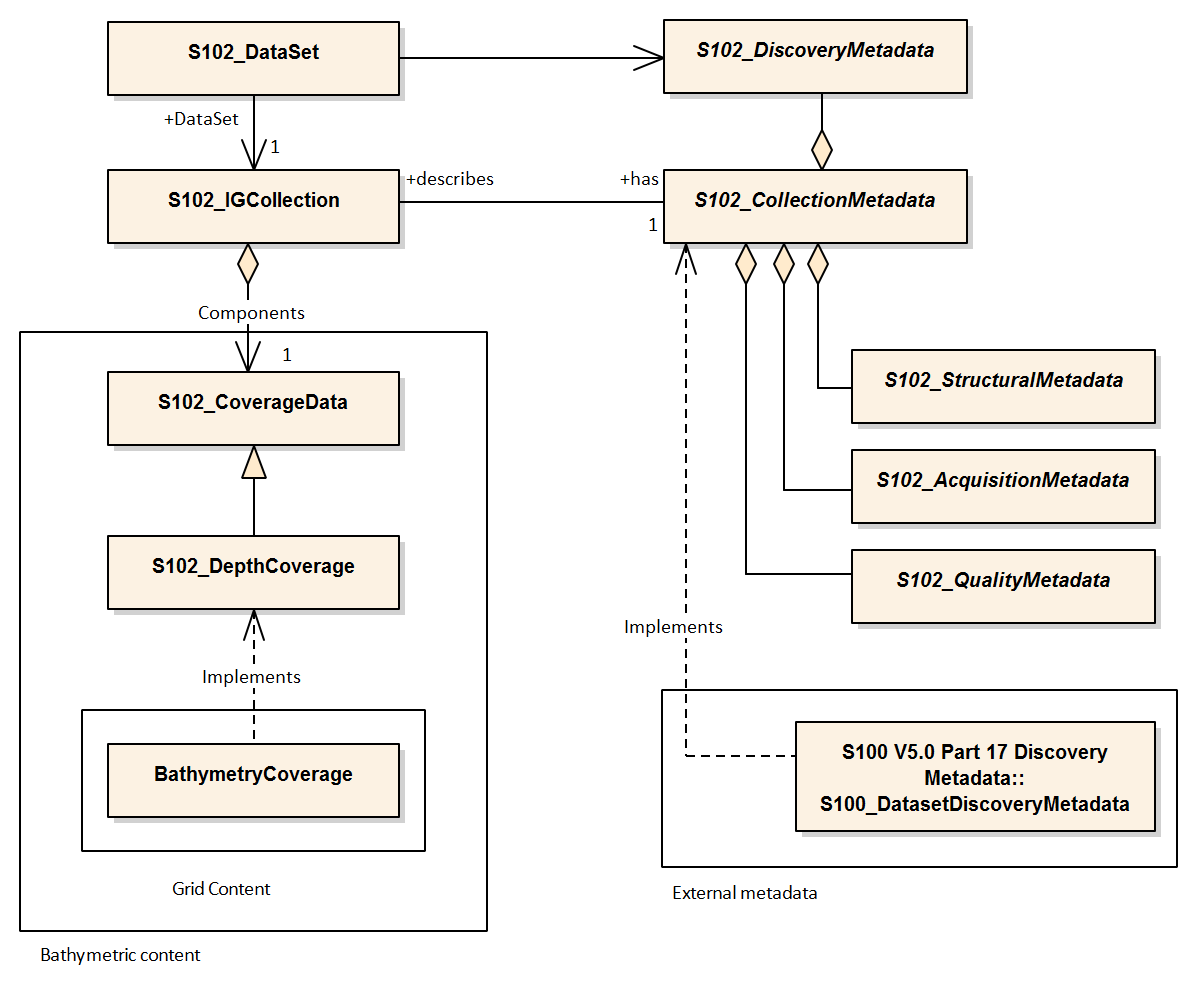 S102_DataSet
S102_DiscoveryMetadata
+DataSet
1
S102_IGCollection
+describes
+has
1
S102_CollectionMetadata
Components
1
S102_CoverageData
S102_StructuralMetadata
S102_AcquisitionMetadata
S102_DepthCoverage
S102_QualityMetadata
Implements
Implements
BathymetryCoverage
S100 V5.0 Part 17 Discovery
Metadata::
S100_DatasetDiscoveryMetadata
Grid Content
External metadata
Bathymetric content